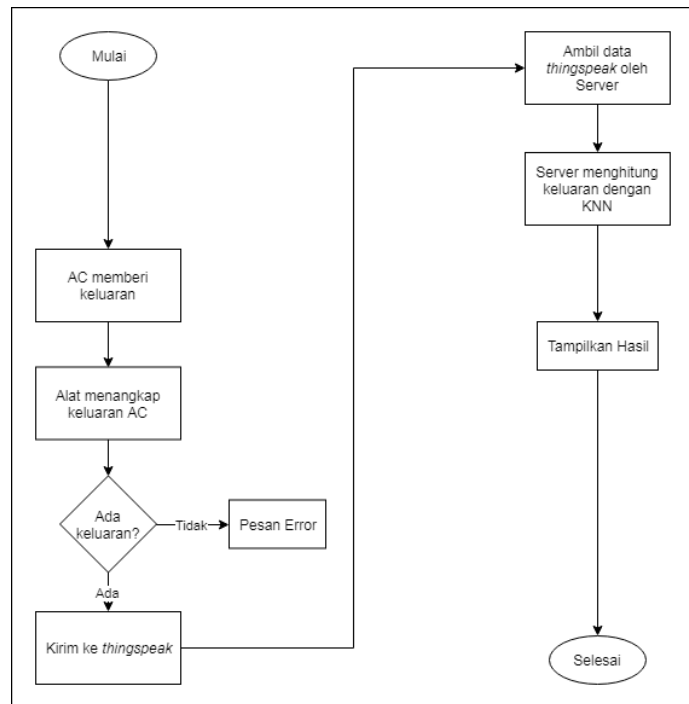 Mulai
AC memberi
keluaran
Alat menangkap
keluaran AC
Ada
keluaran?
Tidak
Pesan Error
Ada
Kirim ke thingspeak
Ambil data
thingspeak oleh
Server
Server menghitung
keluaran dengan
KNN
Tampilkan Hasil
Selesai